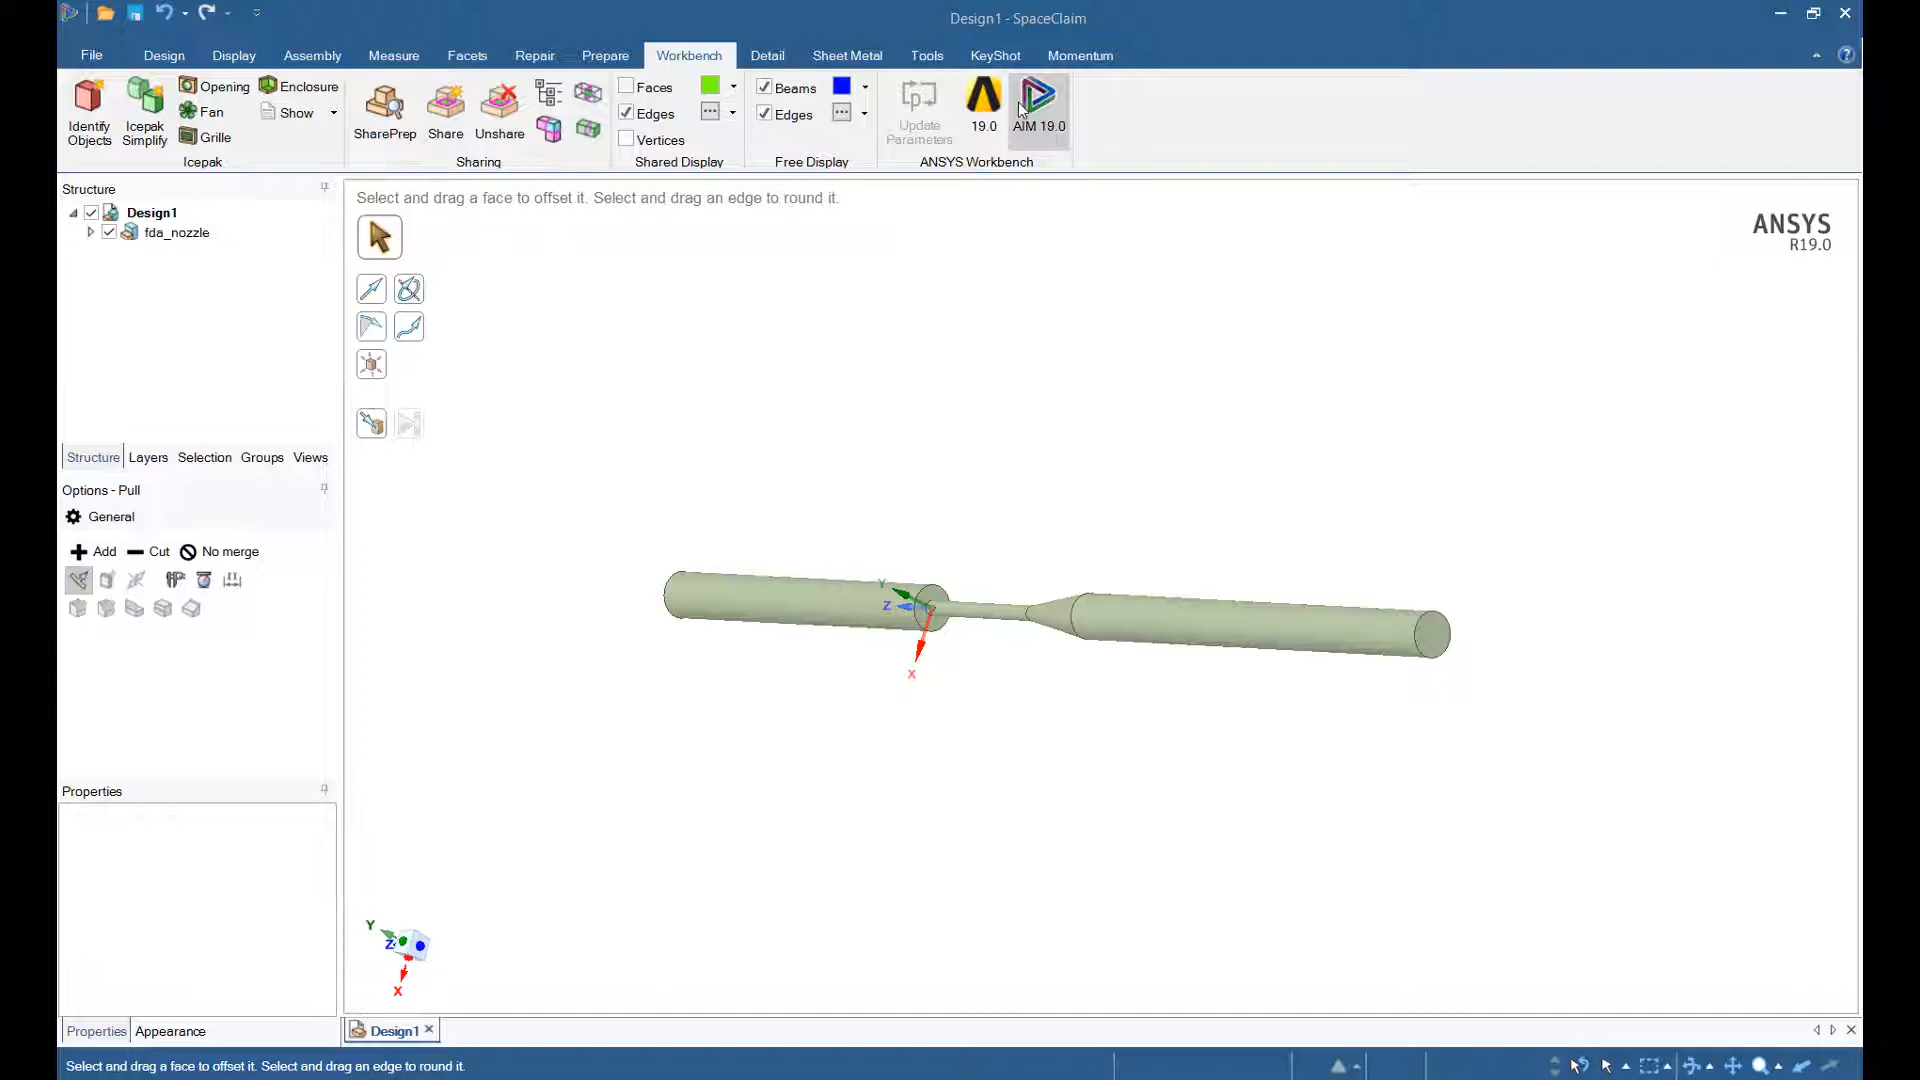 Design1 - SpaceClaim
File Design Display Assembly Measure Facets Repair Prepare Workbench Detail Sheet Metal Tools KeyShot Momentum
Identify Objects
Icepak Simplify
Opening
Fan
Grille
Enclosure
Show
Icepak
SharePrep
Share
Unshare
Sharing
Faces
Edges
Vertices
Shared Display
Beams
Edges
Free Display
Update Parameters
19.0
AIM 19.0
ANSYS Workbench
Structure
Design1
fda_nozzle
Structure Layers Selection Groups Views
Options - Pull
General
Add Cut No merge
Properties
Properties Appearance
Select and drag a face to offset it. Select and drag an edge to round it.
ANSYS
R19.0
Y
Z
X
Y
Z
X
Design1
Select and drag a face to offset it. Select and drag an edge to round it.